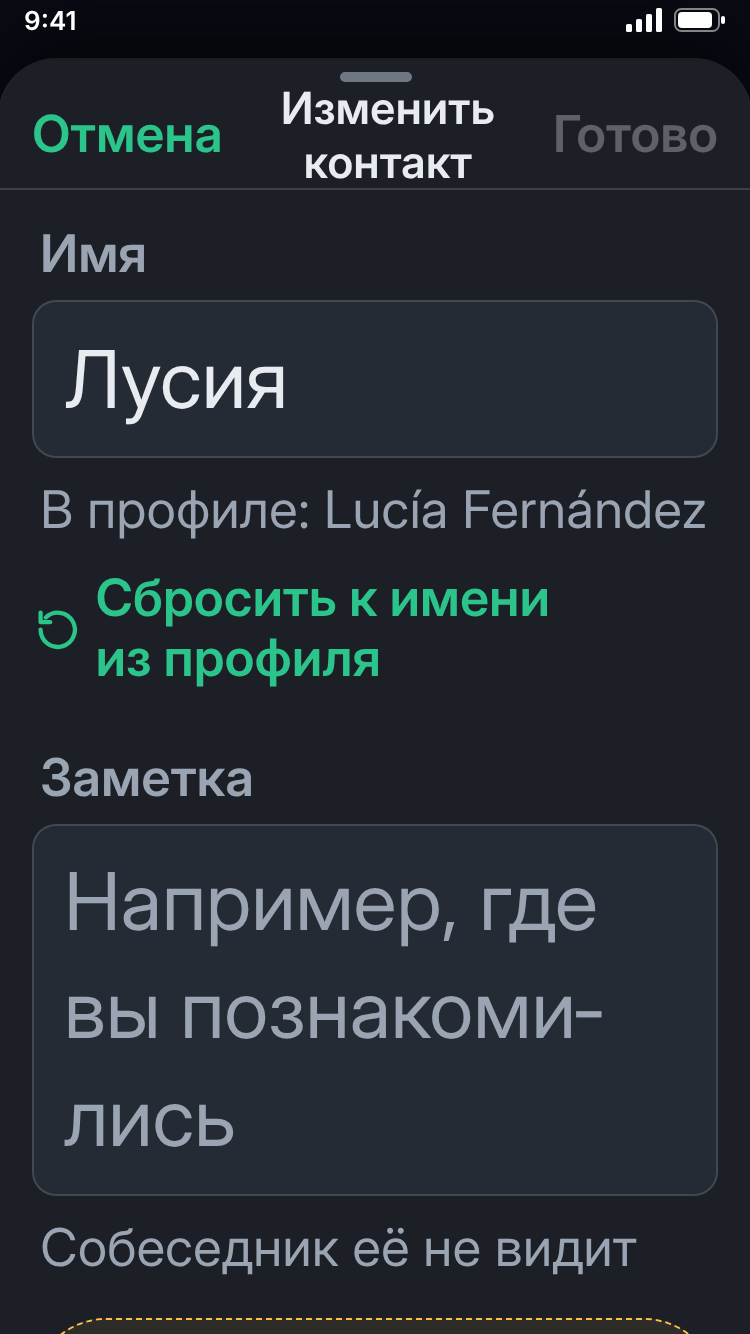 9:41
Отмена
Изменить
контакт
Готово
Имя
Лусия
В профиле: Lucía Fernández
Сбросить к имени
из профиля
Заметка
Например, где
вы познакоми-
лись
Собеседник её не видит